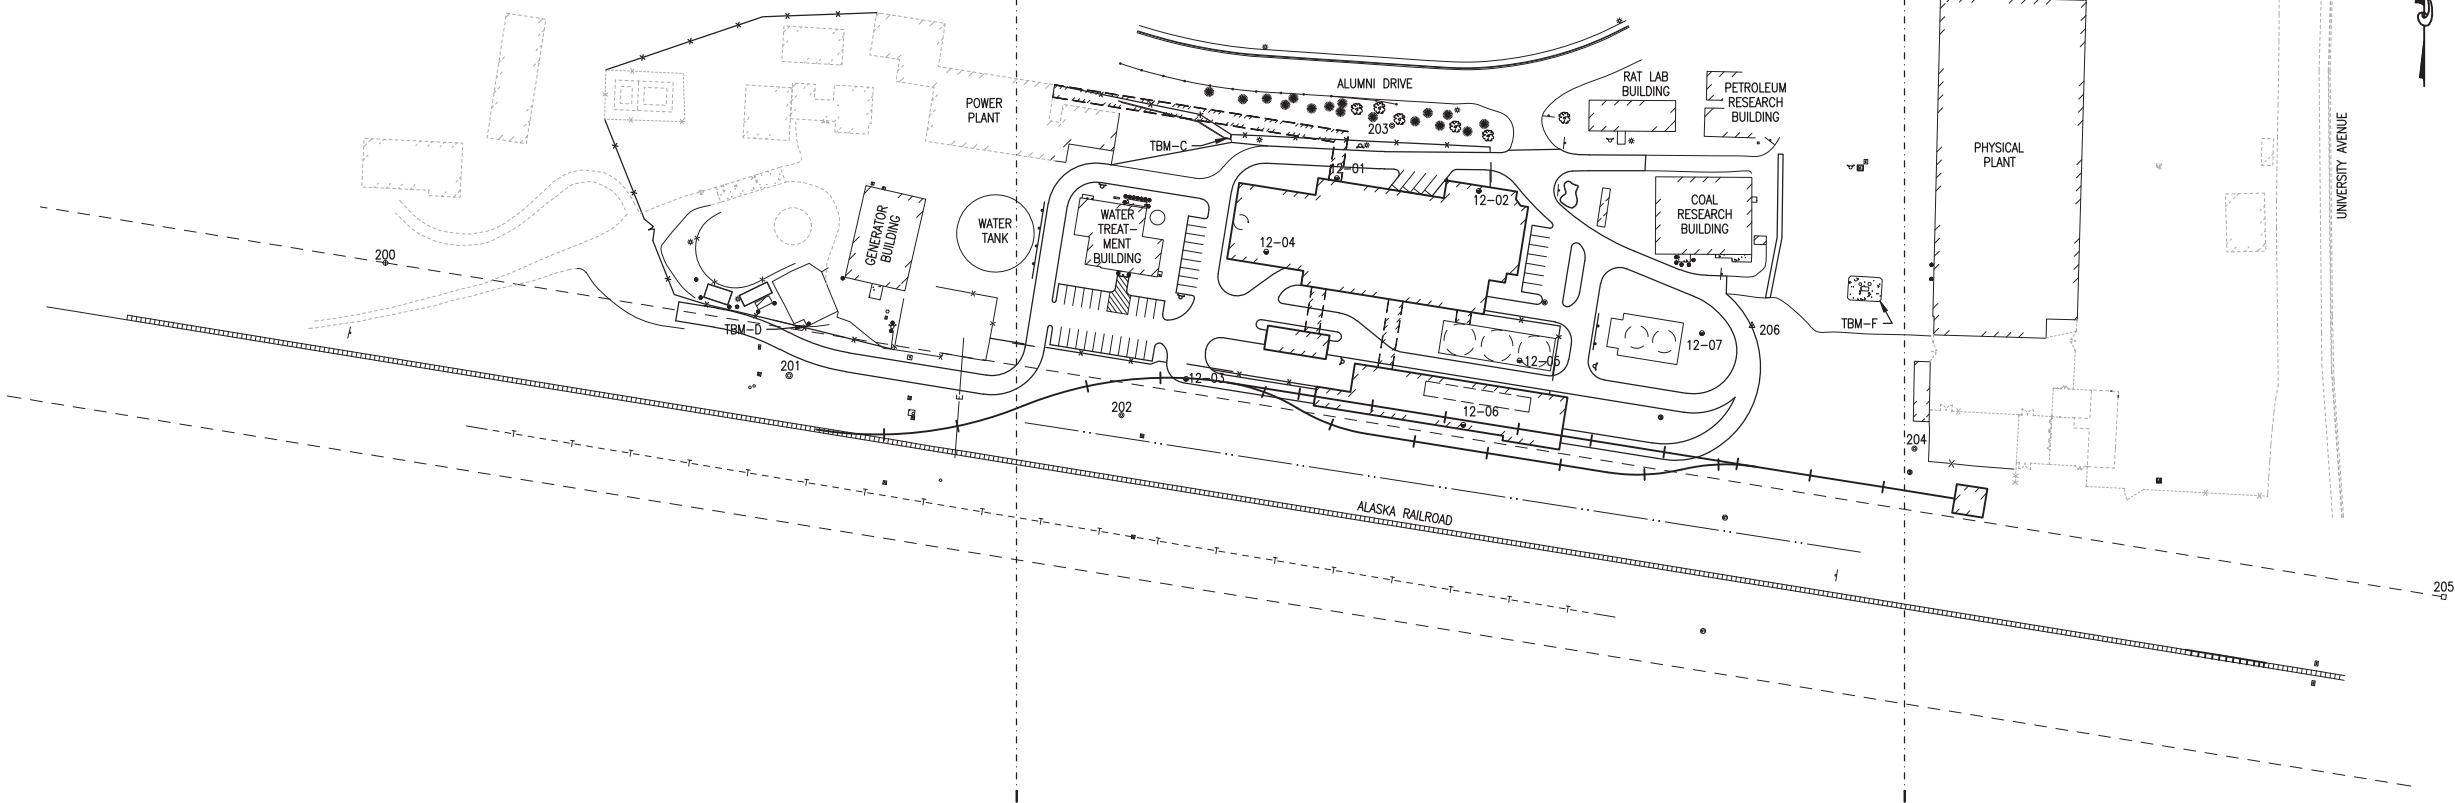 ALUMNI DRIVE
RAT LAB
BUILDING
PETROLEUM
RESEARCH
BUILDING
POWER
PLANT
203
TBM-C
PHYSICAL
PLANT
UNIVERSITY AVENUE
12-01
12-02
COAL
RESEARCH
BUILDING
WATER
TREAT-
MENT
BUILDING
WATER
TANK
GENERATOR
BUILDING
12-04
200
TBM-D
TBM-F
206
12-07
12-05
201
12-03
202
12-06
204
ALASKA RAILROAD
205